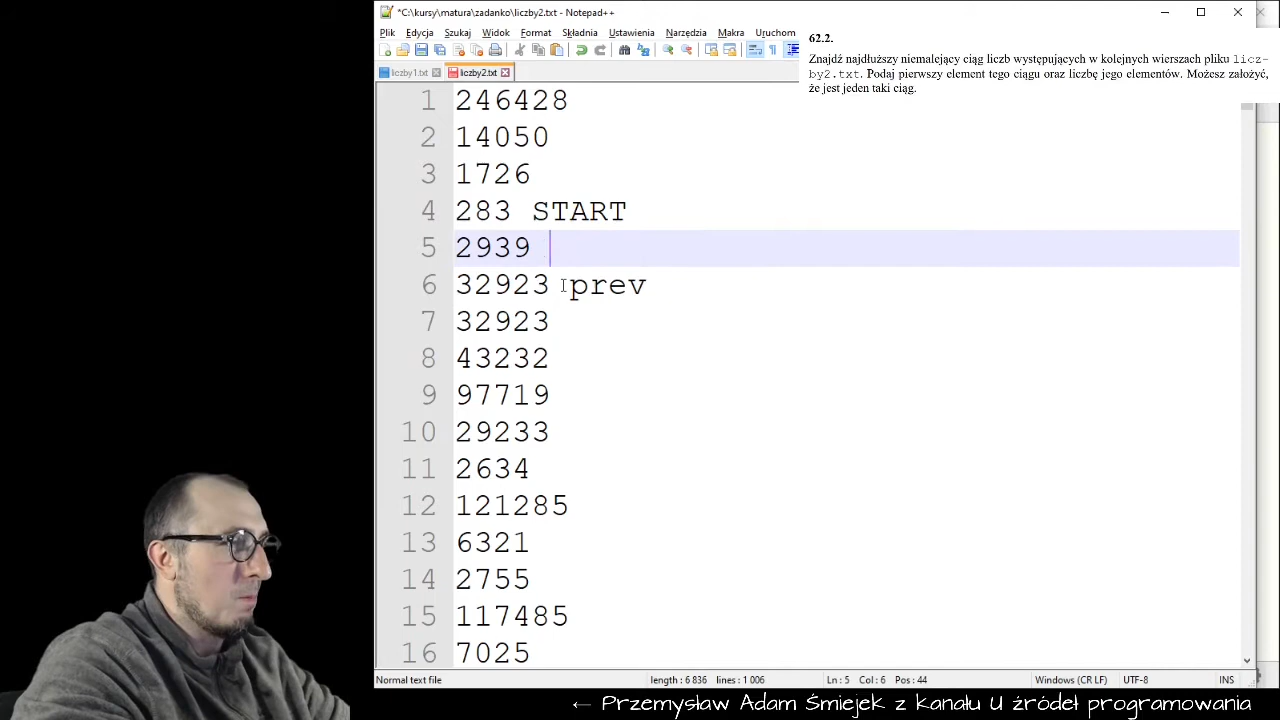 *C:\kursy\matura\zadanko\liczby2.txt - Notepad++
Plik Edycja Szukaj Widok Format Składnia Ustawienia Narzędzia Makra Uruchom
liczby1.txt liczby2.txt
62.2.
Znajdź najdłuższy niemalejący ciąg liczb występujących w kolejnych wierszach pliku licz-
by2.txt. Podaj pierwszy element tego ciągu oraz liczbę jego elementów. Możesz założyć,
że jest jeden taki ciąg.
1 246428
2 14050
3 1726
4 283 START
5 2939
6 32923 prev
7 32923
8 43232
9 97719
10 29233
11 2634
12 121285
13 6321
14 2755
15 117485
16 7025
Normal text file length : 6 836 lines : 1 006 Ln : 5 Col : 6 Pos : 44 Windows (CR LF) UTF-8 INS
← Przemysław Adam Śmiejek z kanału U źródeł programowania